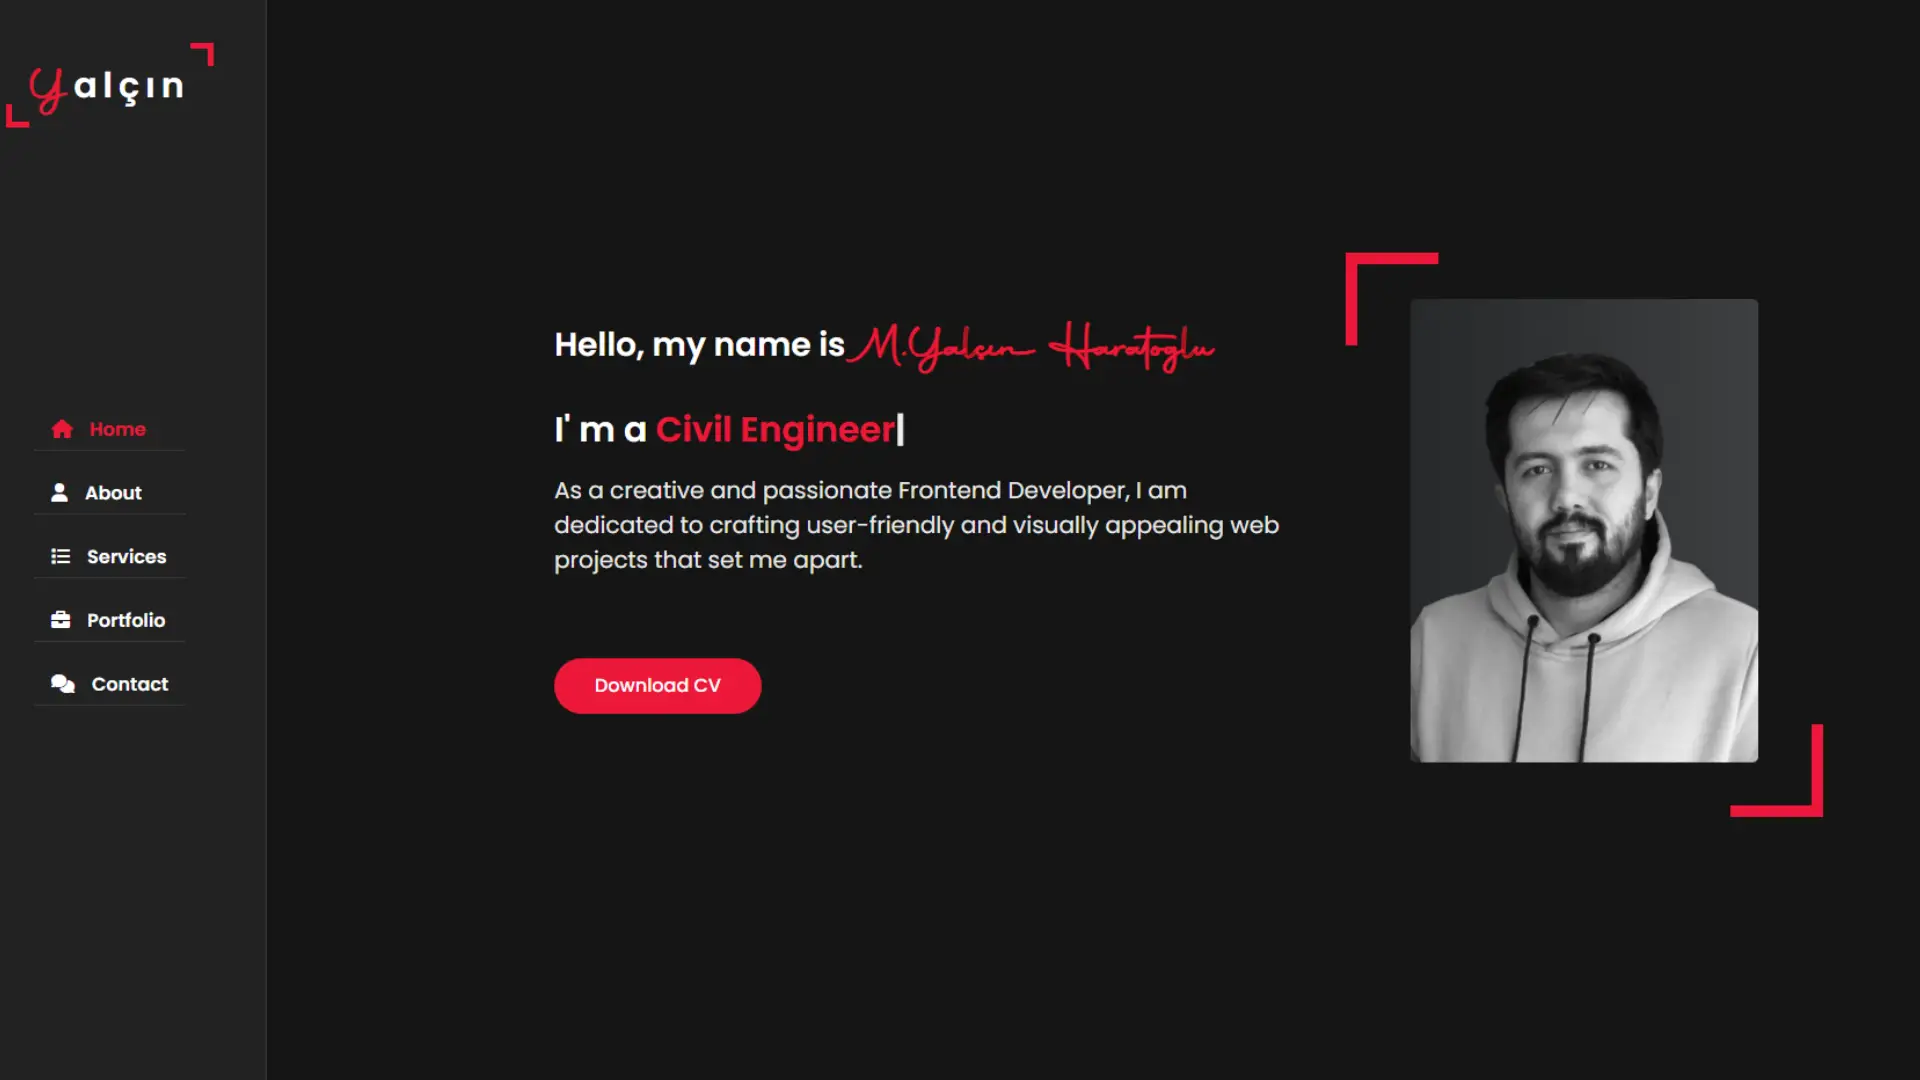 Yalçın
Home
About
Services
Portfolio
Contact
Hello, my name is M.Yalçın Haratoglu
I' m a Civil Engineer|
As a creative and passionate Frontend Developer, I am
dedicated to crafting user-friendly and visually appealing web
projects that set me apart.
Download CV